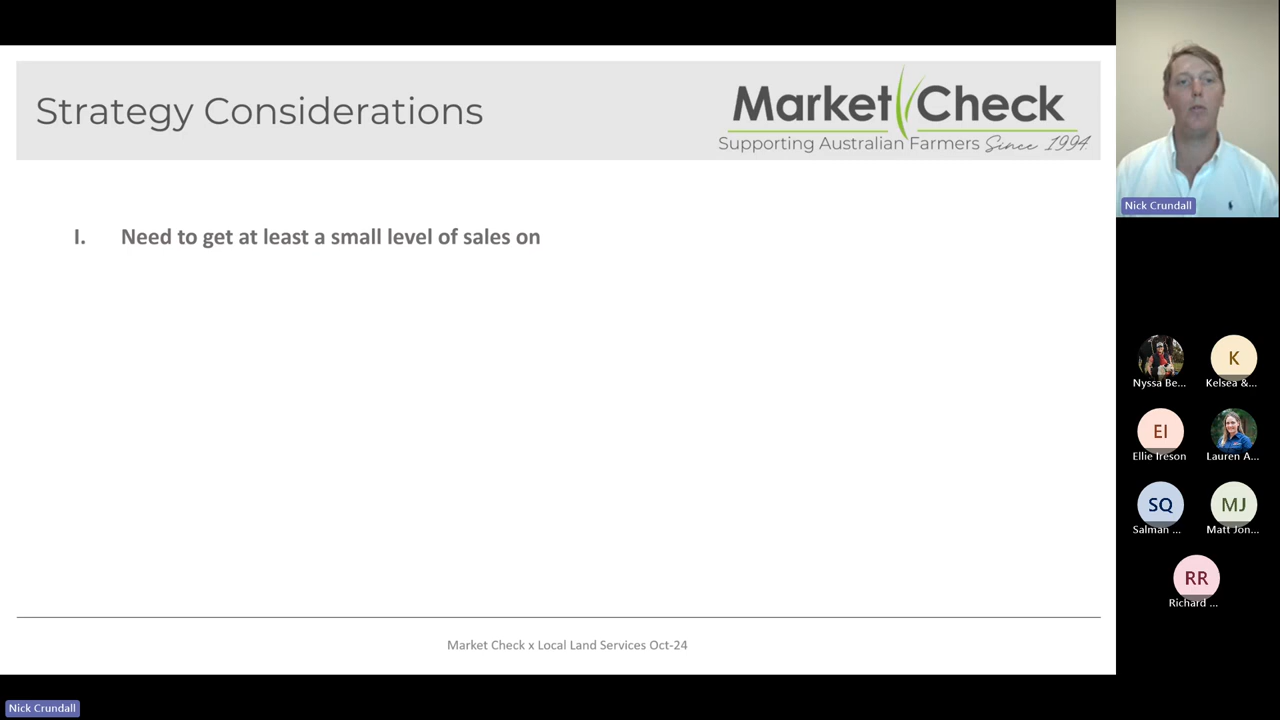 Strategy Considerations
Market Check
Supporting Australian Farmers Since 1994
I. Need to get at least a small level of sales on
Market Check x Local Land Services Oct-24
Nick Crundall
Nyssa Be...
K
Kelsea &...
EI
Ellie Ireson
Lauren A...
SQ
Salman ...
MJ
Matt Jon...
RR
Richard ...
Nick Crundall